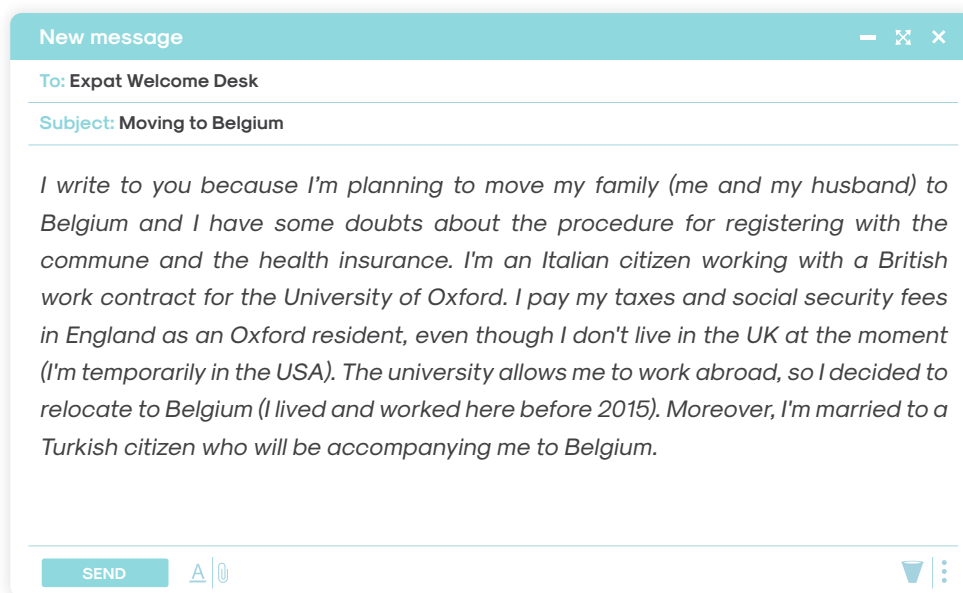 New message
To: Expat Welcome Desk
Subject: Moving to Belgium
I write to you because I’m planning to move my family (me and my husband) to
Belgium and I have some doubts about the procedure for registering with the
commune and the health insurance. I'm an Italian citizen working with a British
work contract for the University of Oxford. I pay my taxes and social security fees
in England as an Oxford resident, even though I don't live in the UK at the moment
(I'm temporarily in the USA). The university allows me to work abroad, so I decided to
relocate to Belgium (I lived and worked here before 2015). Moreover, I'm married to a
Turkish citizen who will be accompanying me to Belgium.
SEND A